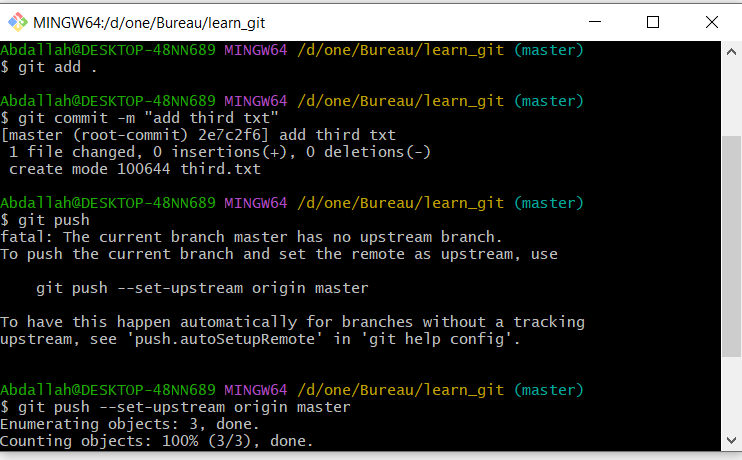 MINGW64:/d/one/Bureau/learn_git
Abdallah@DESKTOP-48NN689 MINGW64 /d/one/Bureau/learn_git (master)
$ git add .
Abdallah@DESKTOP-48NN689 MINGW64 /d/one/Bureau/learn_git (master)
$ git commit -m "add third txt"
[master (root-commit) 2e7c2f6] add third txt
 1 file changed, 0 insertions(+), 0 deletions(-)
 create mode 100644 third.txt
Abdallah@DESKTOP-48NN689 MINGW64 /d/one/Bureau/learn_git (master)
$ git push
fatal: The current branch master has no upstream branch.
To push the current branch and set the remote as upstream, use
    git push --set-upstream origin master
To have this happen automatically for branches without a tracking
upstream, see 'push.autoSetupRemote' in 'git help config'.
Abdallah@DESKTOP-48NN689 MINGW64 /d/one/Bureau/learn_git (master)
$ git push --set-upstream origin master
Enumerating objects: 3, done.
Counting objects: 100% (3/3), done.